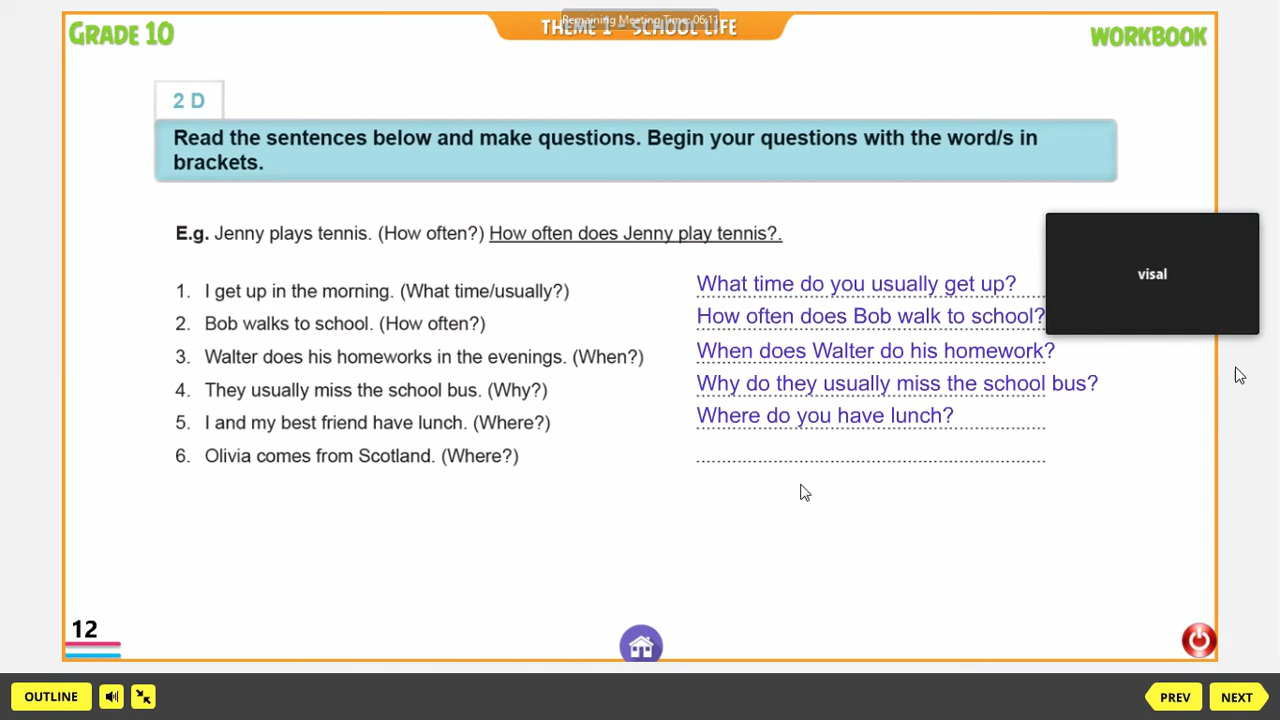 Remaining Meeting Time: 06:11
GRADE 10
THEME 1 - SCHOOL LIFE
WORKBOOK
2 D
Read the sentences below and make questions. Begin your questions with the word/s in
brackets.
E.g. Jenny plays tennis. (How often?) How often does Jenny play tennis?.
1. I get up in the morning. (What time/usually?) What time do you usually get up?
2. Bob walks to school. (How often?) How often does Bob walk to school?
3. Walter does his homeworks in the evenings. (When?) When does Walter do his homework?
4. They usually miss the school bus. (Why?) Why do they usually miss the school bus?
5. I and my best friend have lunch. (Where?) Where do you have lunch?
6. Olivia comes from Scotland. (Where?)
visal
12
OUTLINE
PREV
NEXT